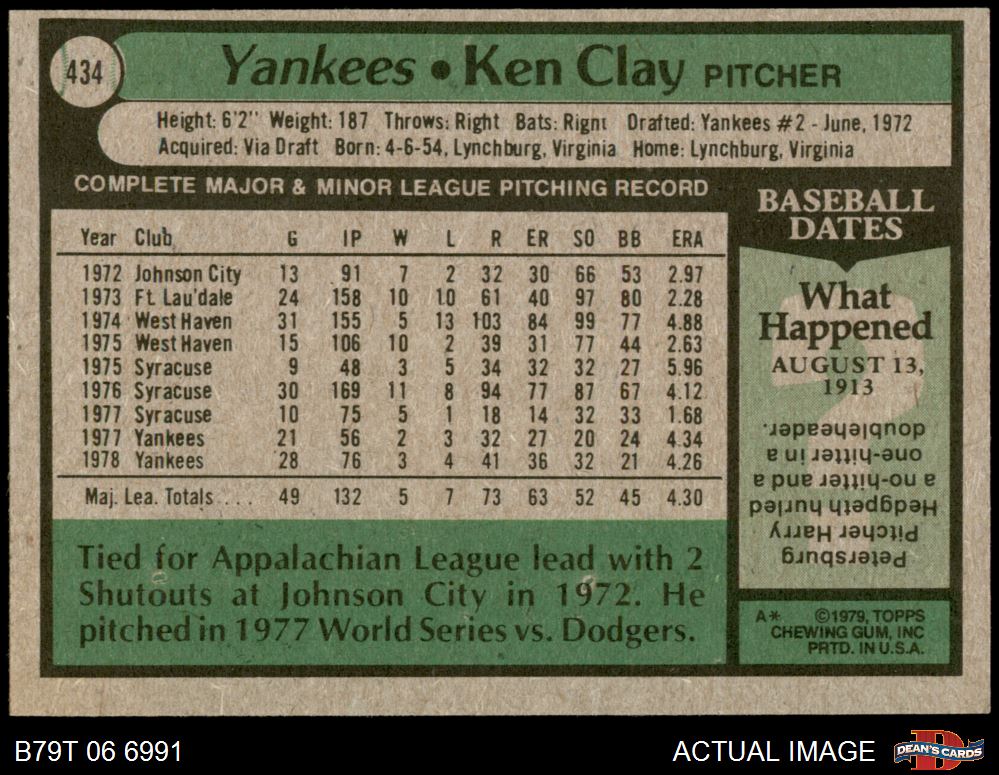 434
Yankees • Ken Clay PITCHER
Height: 6'2" Weight: 187 Throws: Right Bats: Right Drafted: Yankees #2 - June, 1972
Acquired: Via Draft Born: 4-6-54, Lynchburg, Virginia Home: Lynchburg, Virginia
COMPLETE MAJOR & MINOR LEAGUE PITCHING RECORD
Year Club G IP W L R ER SO BB ERA
1972 Johnson City 13 91 7 2 32 30 66 53 2.97
1973 Ft. Lau'dale 24 158 10 10 61 40 97 80 2.28
1974 West Haven 31 155 5 13 103 84 99 77 4.88
1975 West Haven 15 106 10 2 39 31 77 44 2.63
1975 Syracuse 9 48 3 5 34 32 32 27 5.96
1976 Syracuse 30 169 11 8 94 77 87 67 4.12
1977 Syracuse 10 75 5 1 18 14 32 33 1.68
1977 Yankees 21 56 2 3 32 27 20 24 4.34
1978 Yankees 28 76 3 4 41 36 32 21 4.26
Maj. Lea. Totals .... 49 132 5 7 73 63 52 45 4.30
Tied for Appalachian League lead with 2
Shutouts at Johnson City in 1972. He
pitched in 1977 World Series vs. Dodgers.
BASEBALL
DATES
What
Happened
AUGUST 13,
1913
Petersburg
Pitcher Harry
Hedgpeth hurled
a no-hitter and a
one-hitter in a
doubleheader.
A* ©1979, TOPPS
CHEWING GUM, INC
PRTD. IN U.S.A.
B79T 06 6991
ACTUAL IMAGE
DEAN'S CARDS